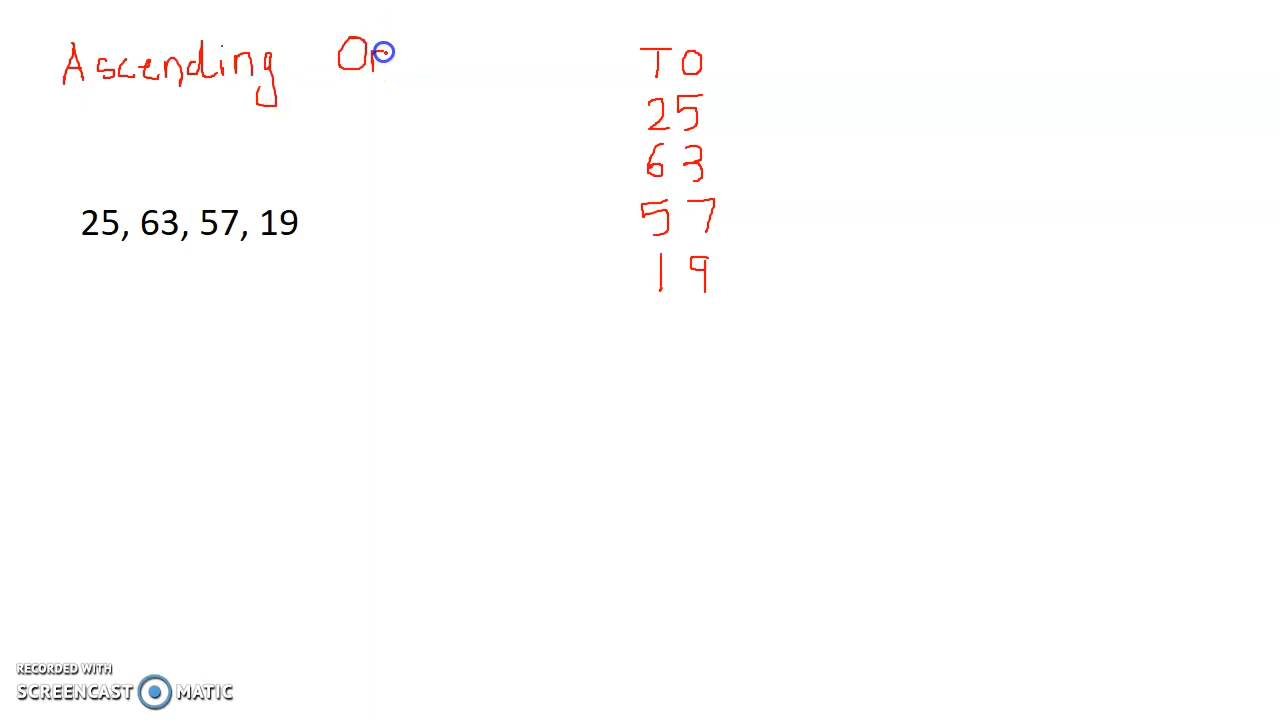 Ascending Or
25, 63, 57, 19
T O
2 5
6 3
5 7
1 9
RECORDED WITH
SCREENCAST MATIC